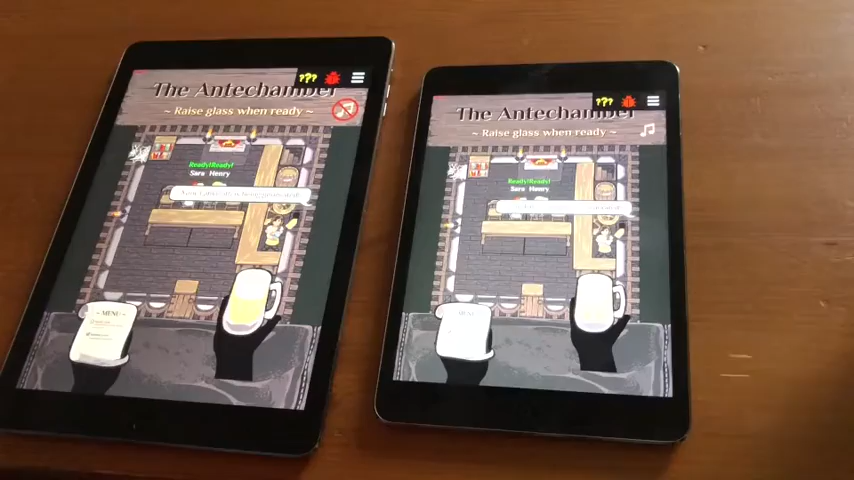 ???
The Antechamber
~ Raise glass when ready ~
Ready!Ready!
Sara Henry
~MENU~
???
The Antechamber
~ Raise glass when ready ~
Ready!Ready!
Sara Henry
MENU